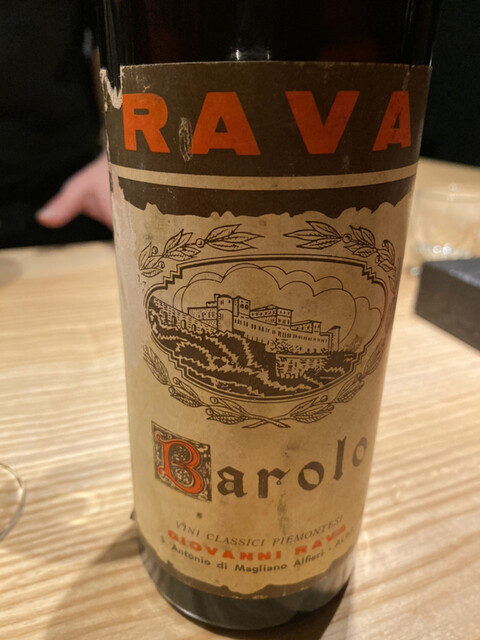 RAVA
Barolo
VINI CLASSICI PIEMONTESI
GIOVANNI RAVA
S. Antonio di Magliano Alfieri - ALBA